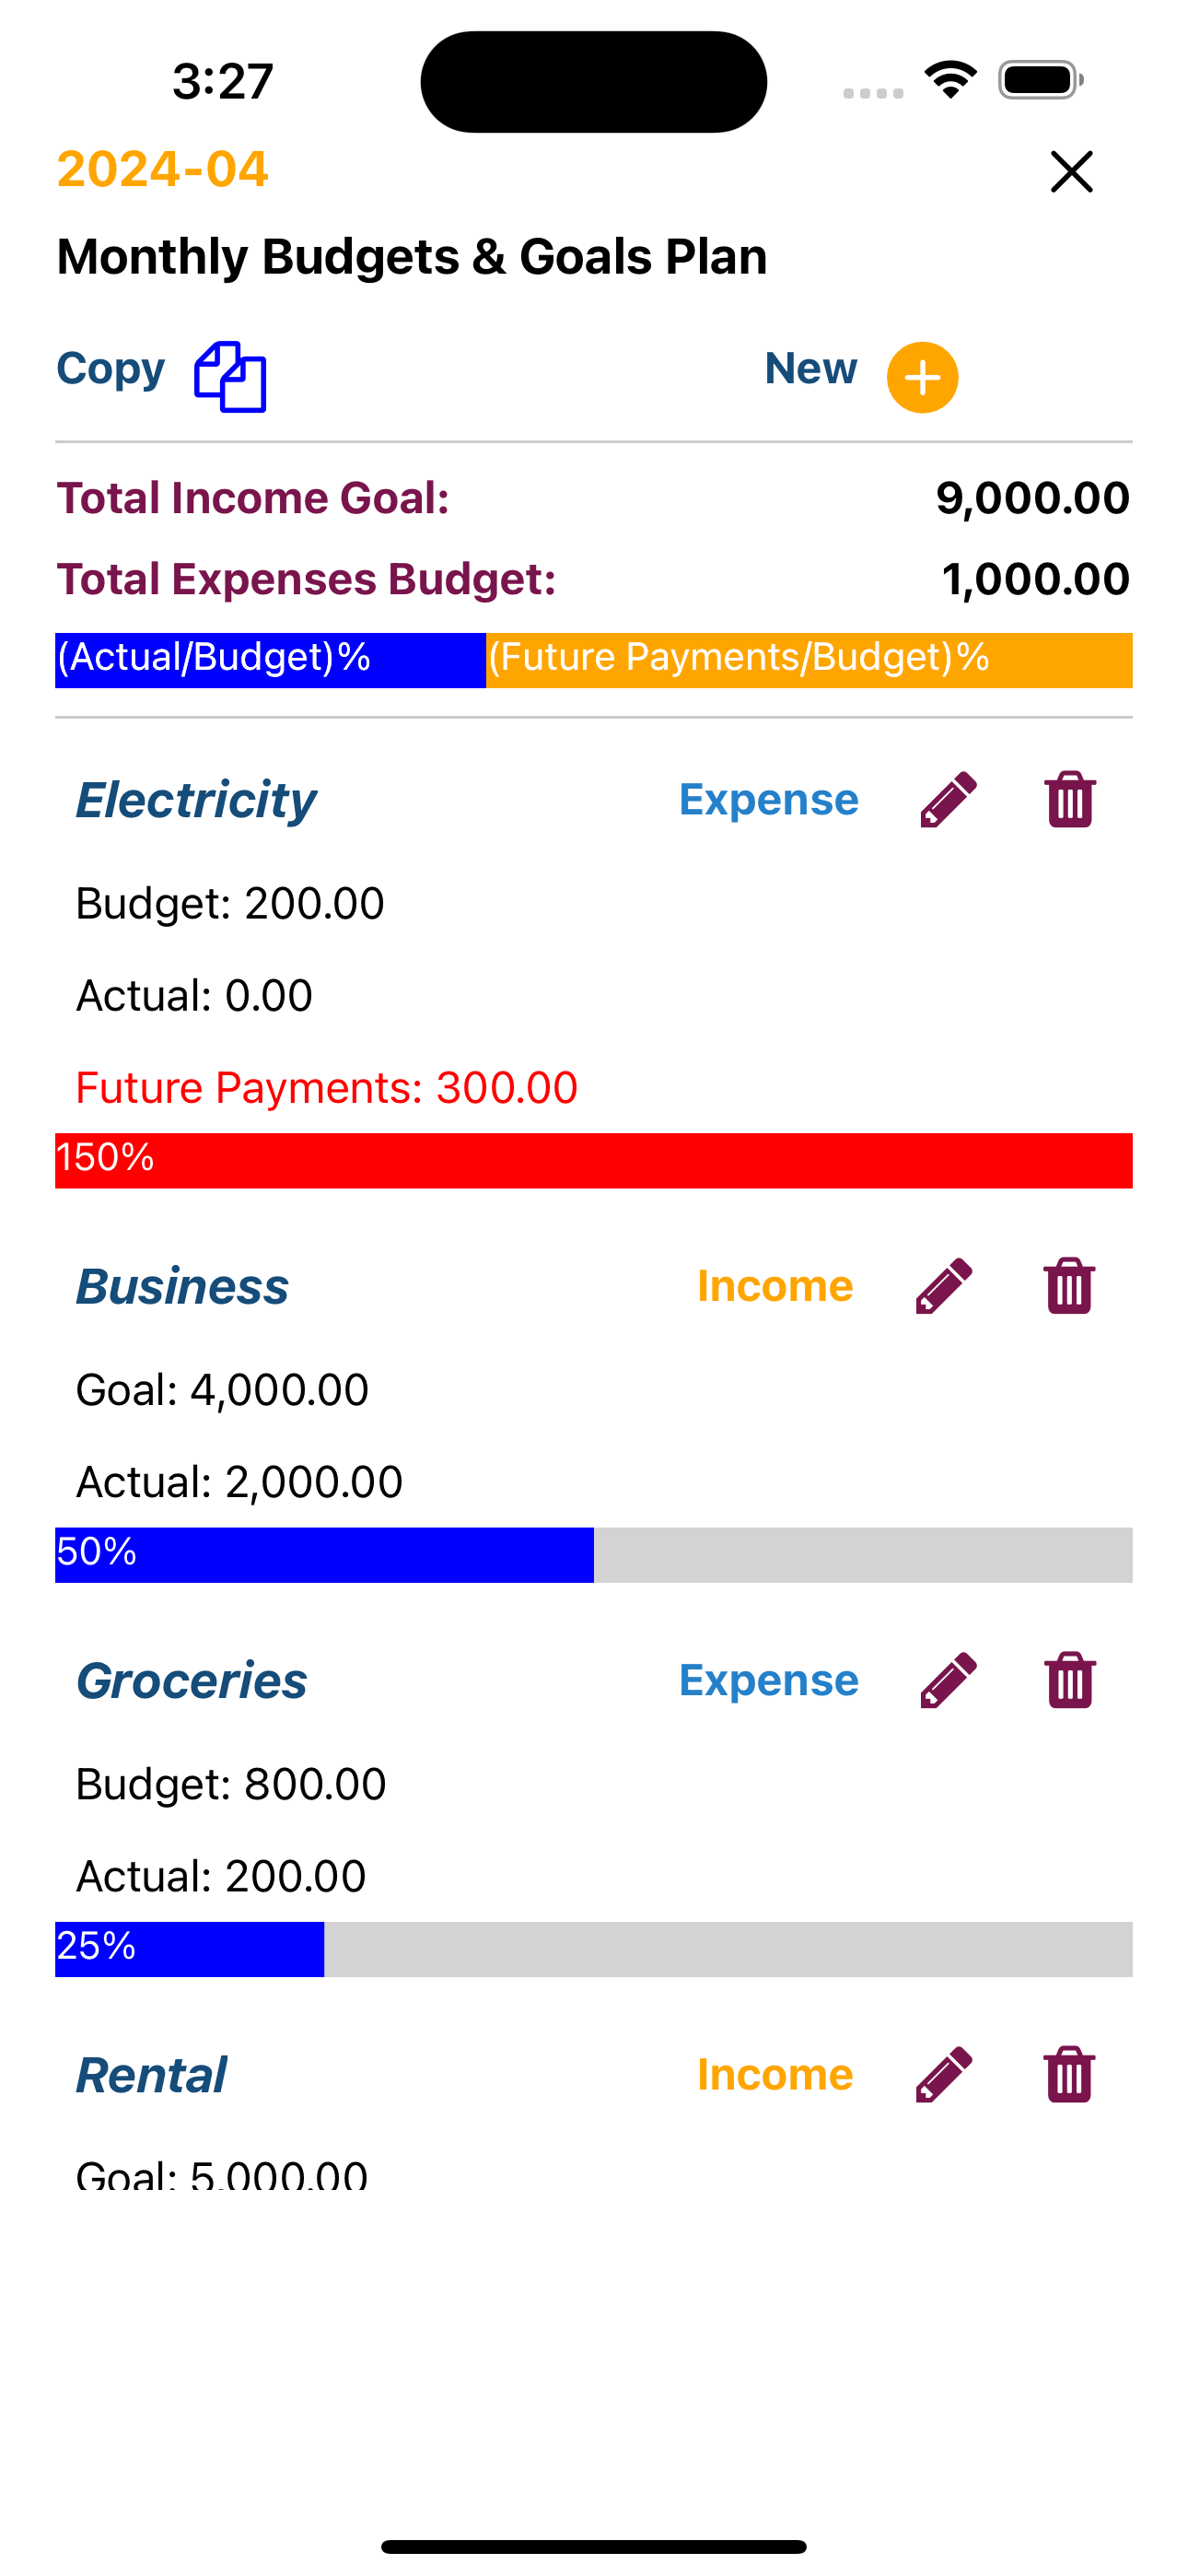 3:27
2024-04
Monthly Budgets & Goals Plan
Copy New
Total Income Goal: 9,000.00
Total Expenses Budget: 1,000.00
(Actual/Budget)% (Future Payments/Budget)%
Electricity Expense
Budget: 200.00
Actual: 0.00
Future Payments: 300.00
150%
Business Income
Goal: 4,000.00
Actual: 2,000.00
50%
Groceries Expense
Budget: 800.00
Actual: 200.00
25%
Rental Income
Goal: 5,000.00